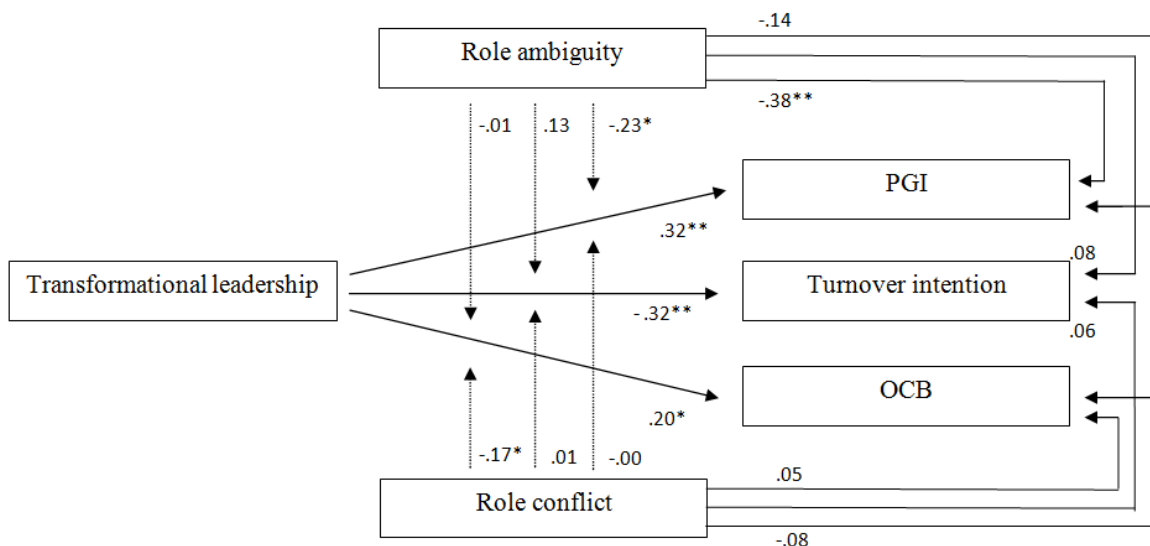 -.14
Role ambiguity
-.38**
-.01 .13 -.23*
PGI
.32**
.08
Transformational leadership
Turnover intention
-.32**
.06
OCB
.20*
-.17* .01 -.00
.05
Role conflict
-.08